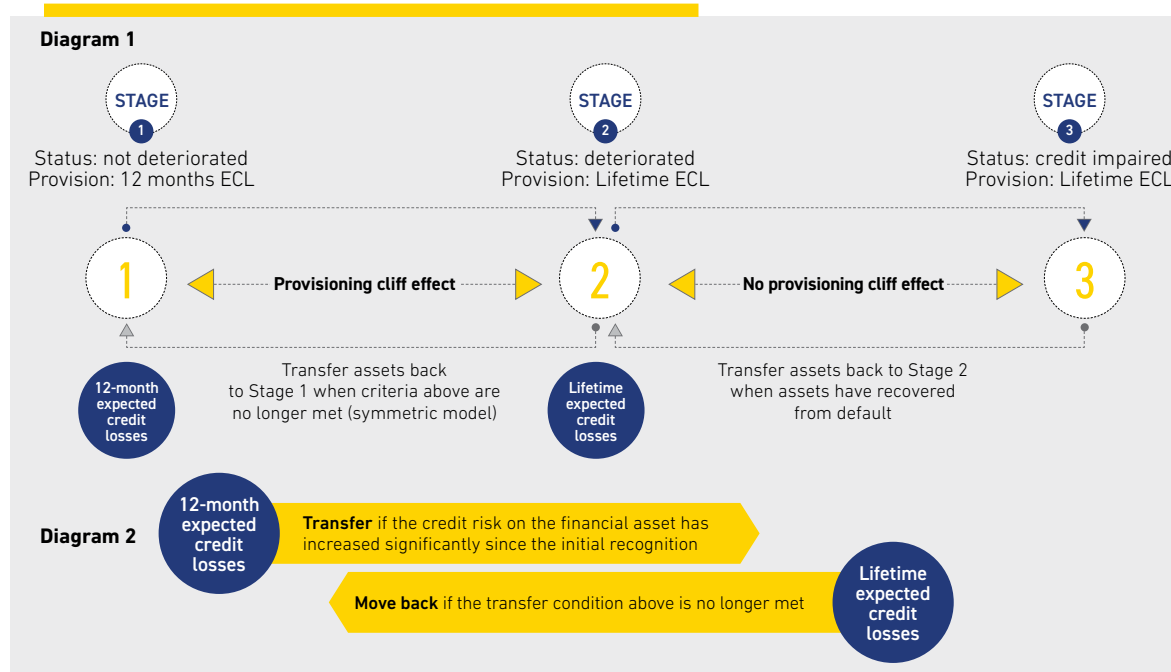 Diagram 1
STAGE
1
Status: not deteriorated
Provision: 12 months ECL
STAGE
2
Status: deteriorated
Provision: Lifetime ECL
STAGE
3
Status: credit impaired
Provision: Lifetime ECL
1
Provisioning cliff effect
2
No provisioning cliff effect
3
12-month
expected
credit
losses
Transfer assets back
to Stage 1 when criteria above are
no longer met (symmetric model)
Lifetime
expected
credit
losses
Transfer assets back to Stage 2
when assets have recovered
from default
Diagram 2
12-month
expected
credit
losses
Transfer if the credit risk on the financial asset has
increased significantly since the initial recognition
Move back if the transfer condition above is no longer met
Lifetime
expected
credit
losses